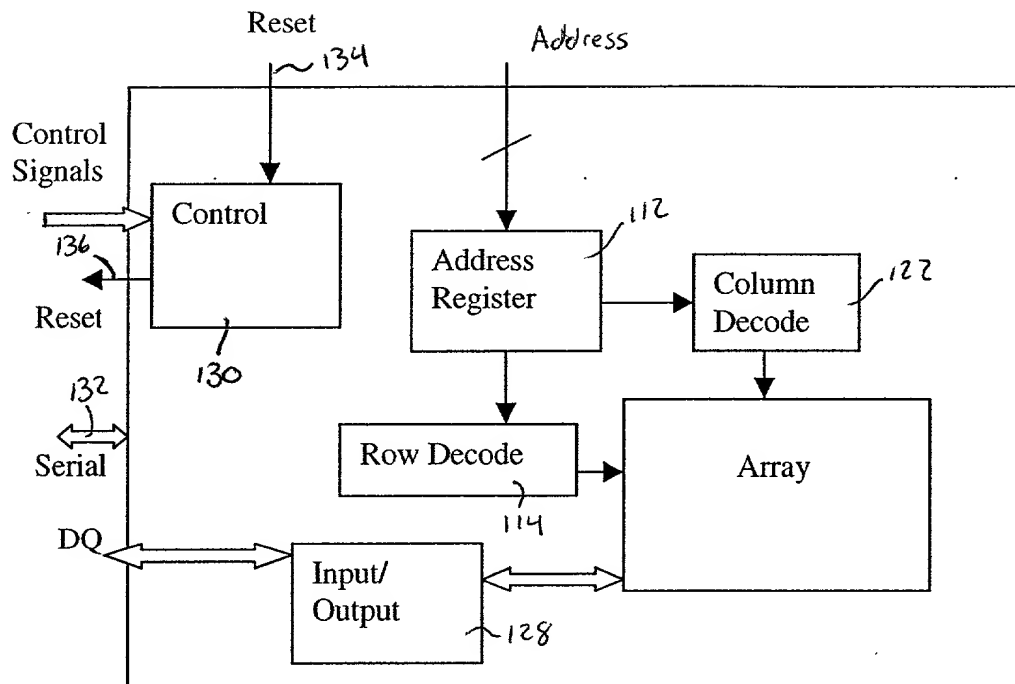 Reset
134
Address
Control
Signals
Control
136
Reset
130
112
Address
Register
122
Column
Decode
132
Serial
Row Decode
114
Array
DQ
Input/
Output
128